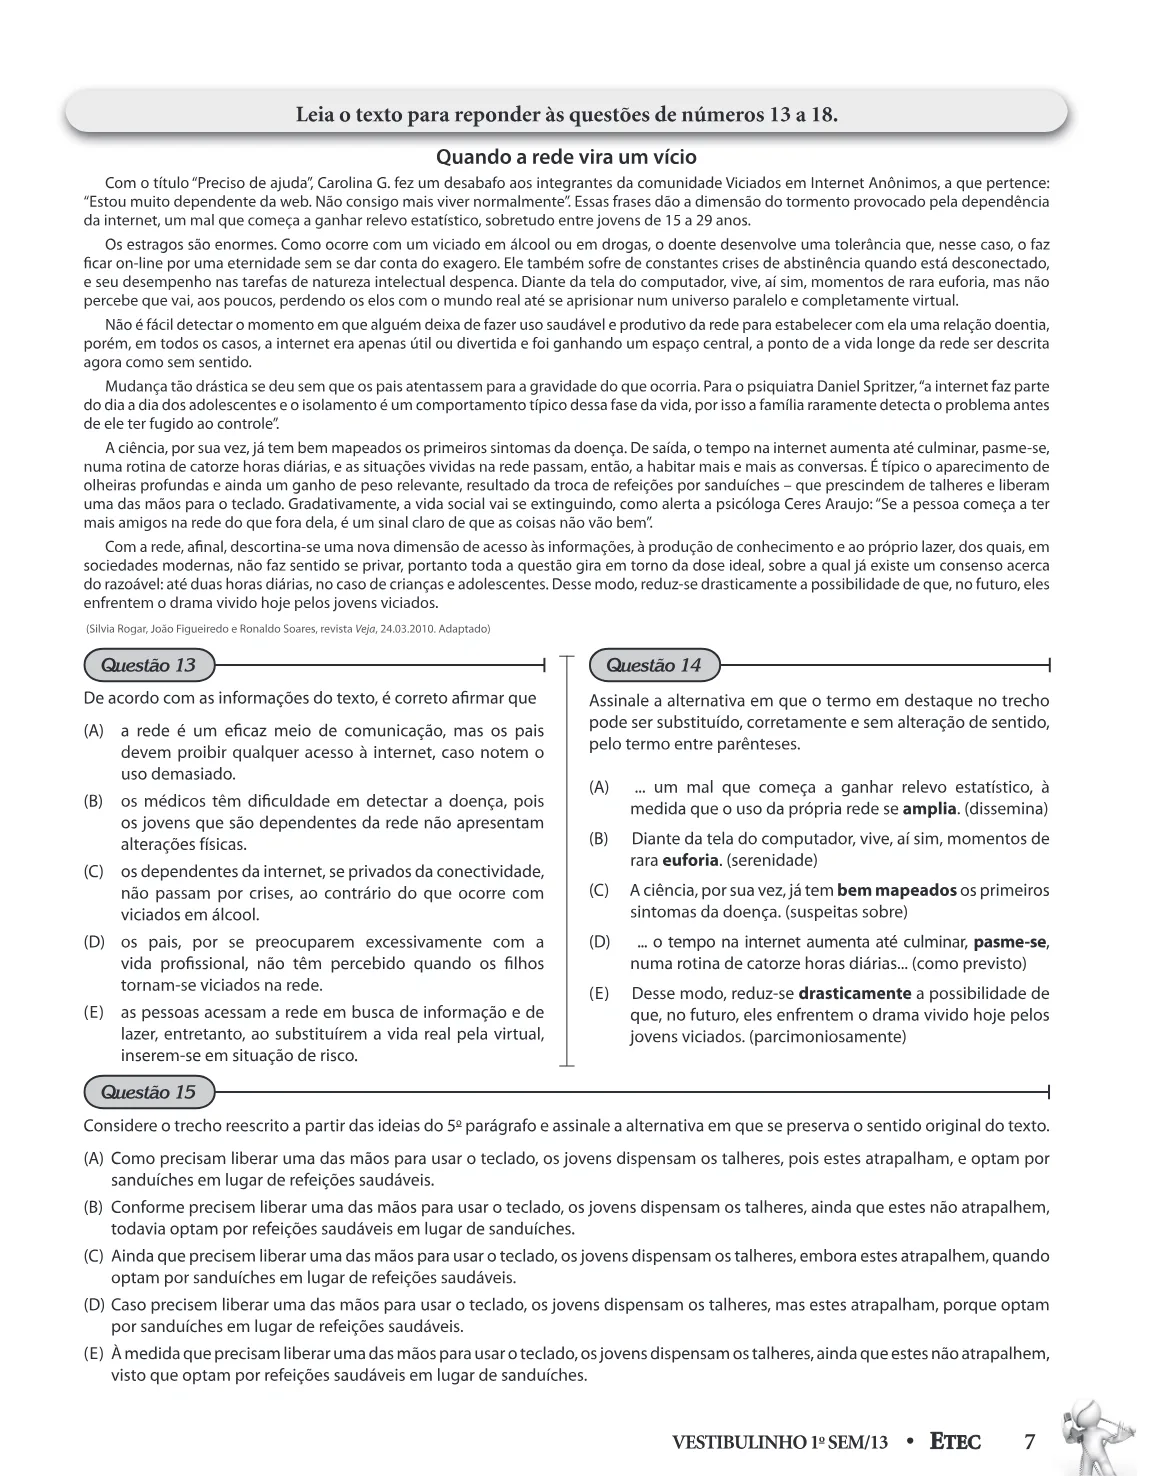 Leia o texto para reponder às questões de números 13 a 18.
Quando a rede vira um vício
Com o título “Preciso de ajuda”, Carolina G. fez um desabafo aos integrantes da comunidade Viciados em Internet Anônimos, a que pertence:
“Estou muito dependente da web. Não consigo mais viver normalmente”. Essas frases dão a dimensão do tormento provocado pela dependência
da internet, um mal que começa a ganhar relevo estatístico, sobretudo entre jovens de 15 a 29 anos.
Os estragos são enormes. Como ocorre com um viciado em álcool ou em drogas, o doente desenvolve uma tolerância que, nesse caso, o faz
ficar on-line por uma eternidade sem se dar conta do exagero. Ele também sofre de constantes crises de abstinência quando está desconectado,
e seu desempenho nas tarefas de natureza intelectual despenca. Diante da tela do computador, vive, aí sim, momentos de rara euforia, mas não
percebe que vai, aos poucos, perdendo os elos com o mundo real até se aprisionar num universo paralelo e completamente virtual.
Não é fácil detectar o momento em que alguém deixa de fazer uso saudável e produtivo da rede para estabelecer com ela uma relação doentia,
porém, em todos os casos, a internet era apenas útil ou divertida e foi ganhando um espaço central, a ponto de a vida longe da rede ser descrita
agora como sem sentido.
Mudança tão drástica se deu sem que os pais atentassem para a gravidade do que ocorria. Para o psiquiatra Daniel Spritzer, “a internet faz parte
do dia a dia dos adolescentes e o isolamento é um comportamento típico dessa fase da vida, por isso a família raramente detecta o problema antes
de ele ter fugido ao controle”.
A ciência, por sua vez, já tem bem mapeados os primeiros sintomas da doença. De saída, o tempo na internet aumenta até culminar, pasme-se,
numa rotina de catorze horas diárias, e as situações vividas na rede passam, então, a habitar mais e mais as conversas. É típico o aparecimento de
olheiras profundas e ainda um ganho de peso relevante, resultado da troca de refeições por sanduíches – que prescindem de talheres e liberam
uma das mãos para o teclado. Gradativamente, a vida social vai se extinguindo, como alerta a psicóloga Ceres Araujo: “Se a pessoa começa a ter
mais amigos na rede do que fora dela, é um sinal claro de que as coisas não vão bem”.
Com a rede, afinal, descortina-se uma nova dimensão de acesso às informações, à produção de conhecimento e ao próprio lazer, dos quais, em
sociedades modernas, não faz sentido se privar, portanto toda a questão gira em torno da dose ideal, sobre a qual já existe um consenso acerca
do razoável: até duas horas diárias, no caso de crianças e adolescentes. Desse modo, reduz-se drasticamente a possibilidade de que, no futuro, eles
enfrentem o drama vivido hoje pelos jovens viciados.
(Silvia Rogar, João Figueiredo e Ronaldo Soares, revista Veja, 24.03.2010. Adaptado)
Questão 13
De acordo com as informações do texto, é correto afirmar que
(A) a rede é um eficaz meio de comunicação, mas os pais
devem proibir qualquer acesso à internet, caso notem o
uso demasiado.
(B) os médicos têm dificuldade em detectar a doença, pois
os jovens que são dependentes da rede não apresentam
alterações físicas.
(C) os dependentes da internet, se privados da conectividade,
não passam por crises, ao contrário do que ocorre com
viciados em álcool.
(D) os pais, por se preocuparem excessivamente com a
vida profissional, não têm percebido quando os filhos
tornam-se viciados na rede.
(E) as pessoas acessam a rede em busca de informação e de
lazer, entretanto, ao substituírem a vida real pela virtual,
inserem-se em situação de risco.
Questão 14
Assinale a alternativa em que o termo em destaque no trecho
pode ser substituído, corretamente e sem alteração de sentido,
pelo termo entre parênteses.
(A) ... um mal que começa a ganhar relevo estatístico, à
medida que o uso da própria rede se amplia. (dissemina)
(B) Diante da tela do computador, vive, aí sim, momentos de
rara euforia. (serenidade)
(C) A ciência, por sua vez, já tem bem mapeados os primeiros
sintomas da doença. (suspeitas sobre)
(D) ... o tempo na internet aumenta até culminar, pasme-se,
numa rotina de catorze horas diárias... (como previsto)
(E) Desse modo, reduz-se drasticamente a possibilidade de
que, no futuro, eles enfrentem o drama vivido hoje pelos
jovens viciados. (parcimoniosamente)
Questão 15
Considere o trecho reescrito a partir das ideias do 5º parágrafo e assinale a alternativa em que se preserva o sentido original do texto.
(A) Como precisam liberar uma das mãos para usar o teclado, os jovens dispensam os talheres, pois estes atrapalham, e optam por
sanduíches em lugar de refeições saudáveis.
(B) Conforme precisem liberar uma das mãos para usar o teclado, os jovens dispensam os talheres, ainda que estes não atrapalhem,
todavia optam por refeições saudáveis em lugar de sanduíches.
(C) Ainda que precisem liberar uma das mãos para usar o teclado, os jovens dispensam os talheres, embora estes atrapalhem, quando
optam por sanduíches em lugar de refeições saudáveis.
(D) Caso precisem liberar uma das mãos para usar o teclado, os jovens dispensam os talheres, mas estes atrapalham, porque optam
por sanduíches em lugar de refeições saudáveis.
(E) À medida que precisam liberar uma das mãos para usar o teclado, os jovens dispensam os talheres, ainda que estes não atrapalhem,
visto que optam por refeições saudáveis em lugar de sanduíches.
VESTIBULINHO 1º SEM/13 • ETEC 7